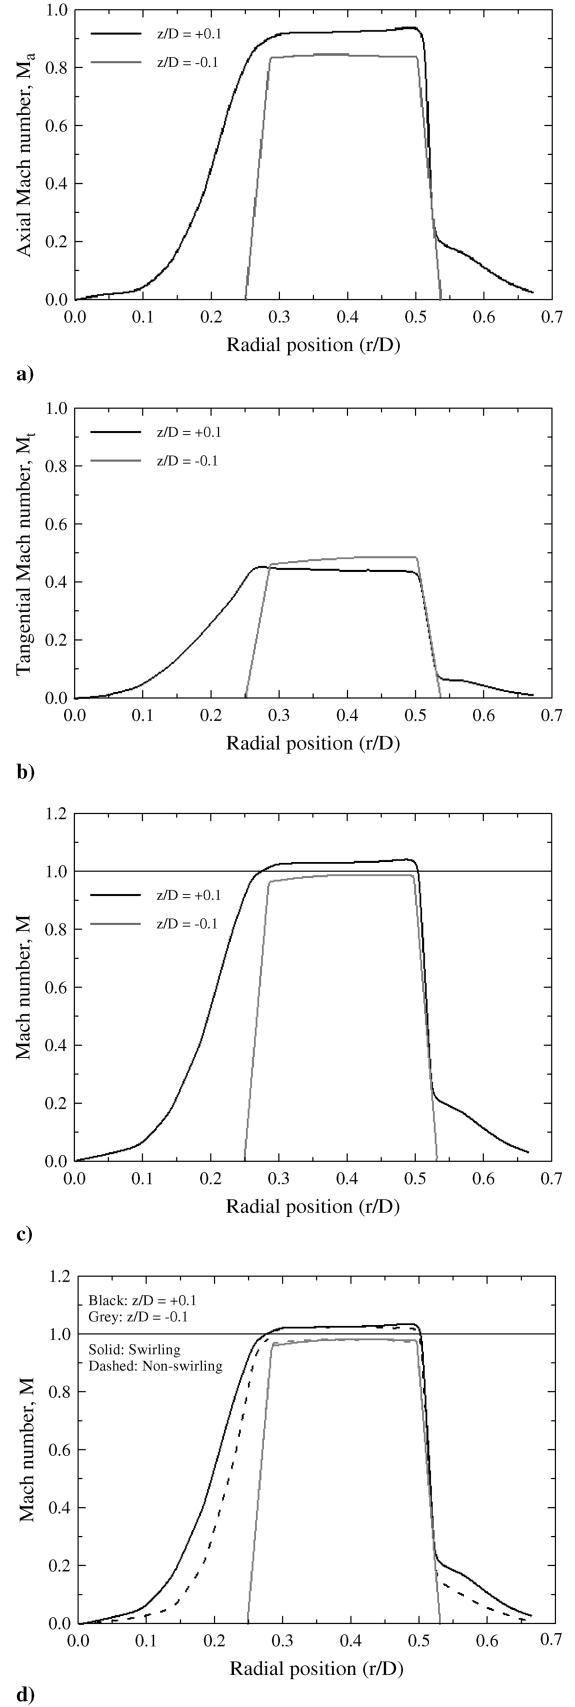 1.0
0.8
0.6
0.4
0.2
0.0
Axial Mach number, Mₐ
z/D = +0.1
z/D = -0.1
0.0 0.1 0.2 0.3 0.4 0.5 0.6 0.7
Radial position (r/D)
a)
1.0
0.8
0.6
0.4
0.2
0.0
Tangential Mach number, Mₜ
z/D = +0.1
z/D = -0.1
0.0 0.1 0.2 0.3 0.4 0.5 0.6 0.7
Radial position (r/D)
b)
1.2
1.0
0.8
0.6
0.4
0.2
0.0
Mach number, M
z/D = +0.1
z/D = -0.1
0.0 0.1 0.2 0.3 0.4 0.5 0.6 0.7
Radial position (r/D)
c)
1.2
1.0
0.8
0.6
0.4
0.2
0.0
Mach number, M
Black: z/D = +0.1
Grey: z/D = -0.1
Solid: Swirling
Dashed: Non-swirling
0.0 0.1 0.2 0.3 0.4 0.5 0.6 0.7
Radial position (r/D)
d)